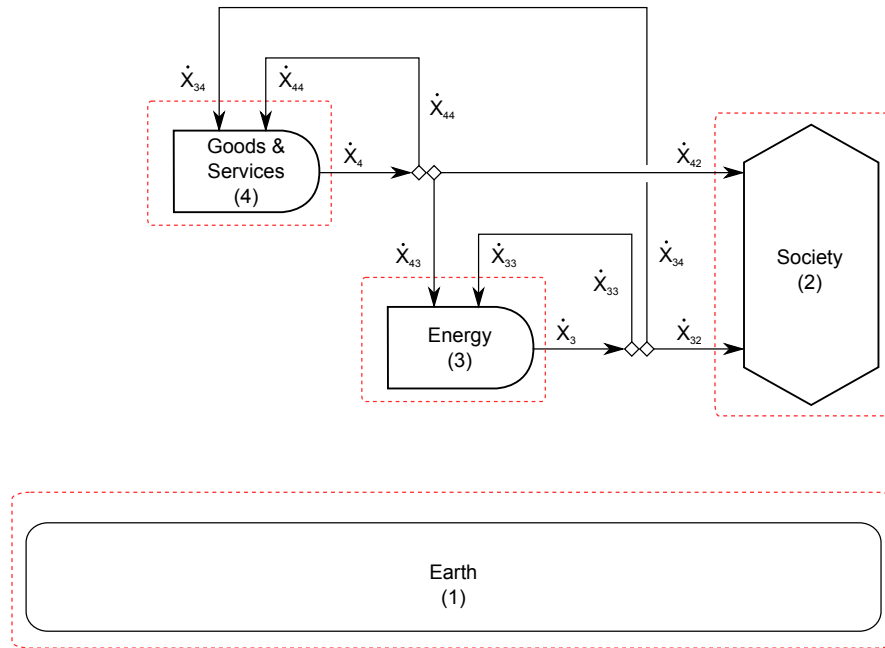 Ẋ34
Ẋ44
Ẋ44
Goods &
Services
(4)
Ẋ4
Ẋ42
Ẋ43
Ẋ33
Ẋ33
Ẋ34
Society
(2)
Energy
(3)
Ẋ3
Ẋ32
Earth
(1)